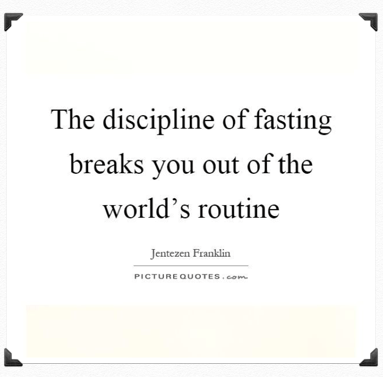 The discipline of fasting
breaks you out of the
world’s routine
Jentezen Franklin
PICTUREQUOTES.com